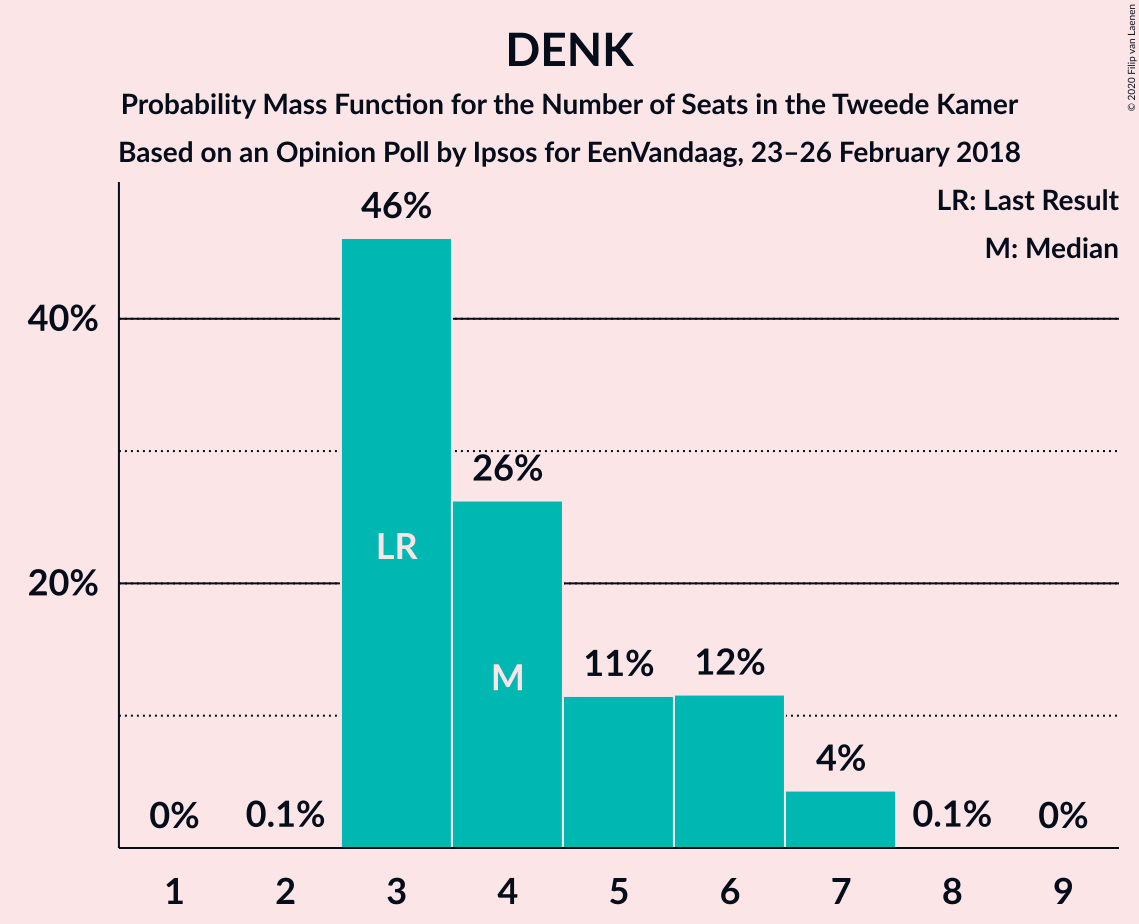 DENK
Probability Mass Function for the Number of Seats in the Tweede Kamer
Based on an Opinion Poll by Ipsos for EenVandaag, 23–26 February 2018
© 2020 Filip van Laenen
LR: Last Result
M: Median
46%
40%
26%
LR
20%
11%
12%
M
4%
0%
0.1%
0.1%
0%
1 2 3 4 5 6 7 8 9